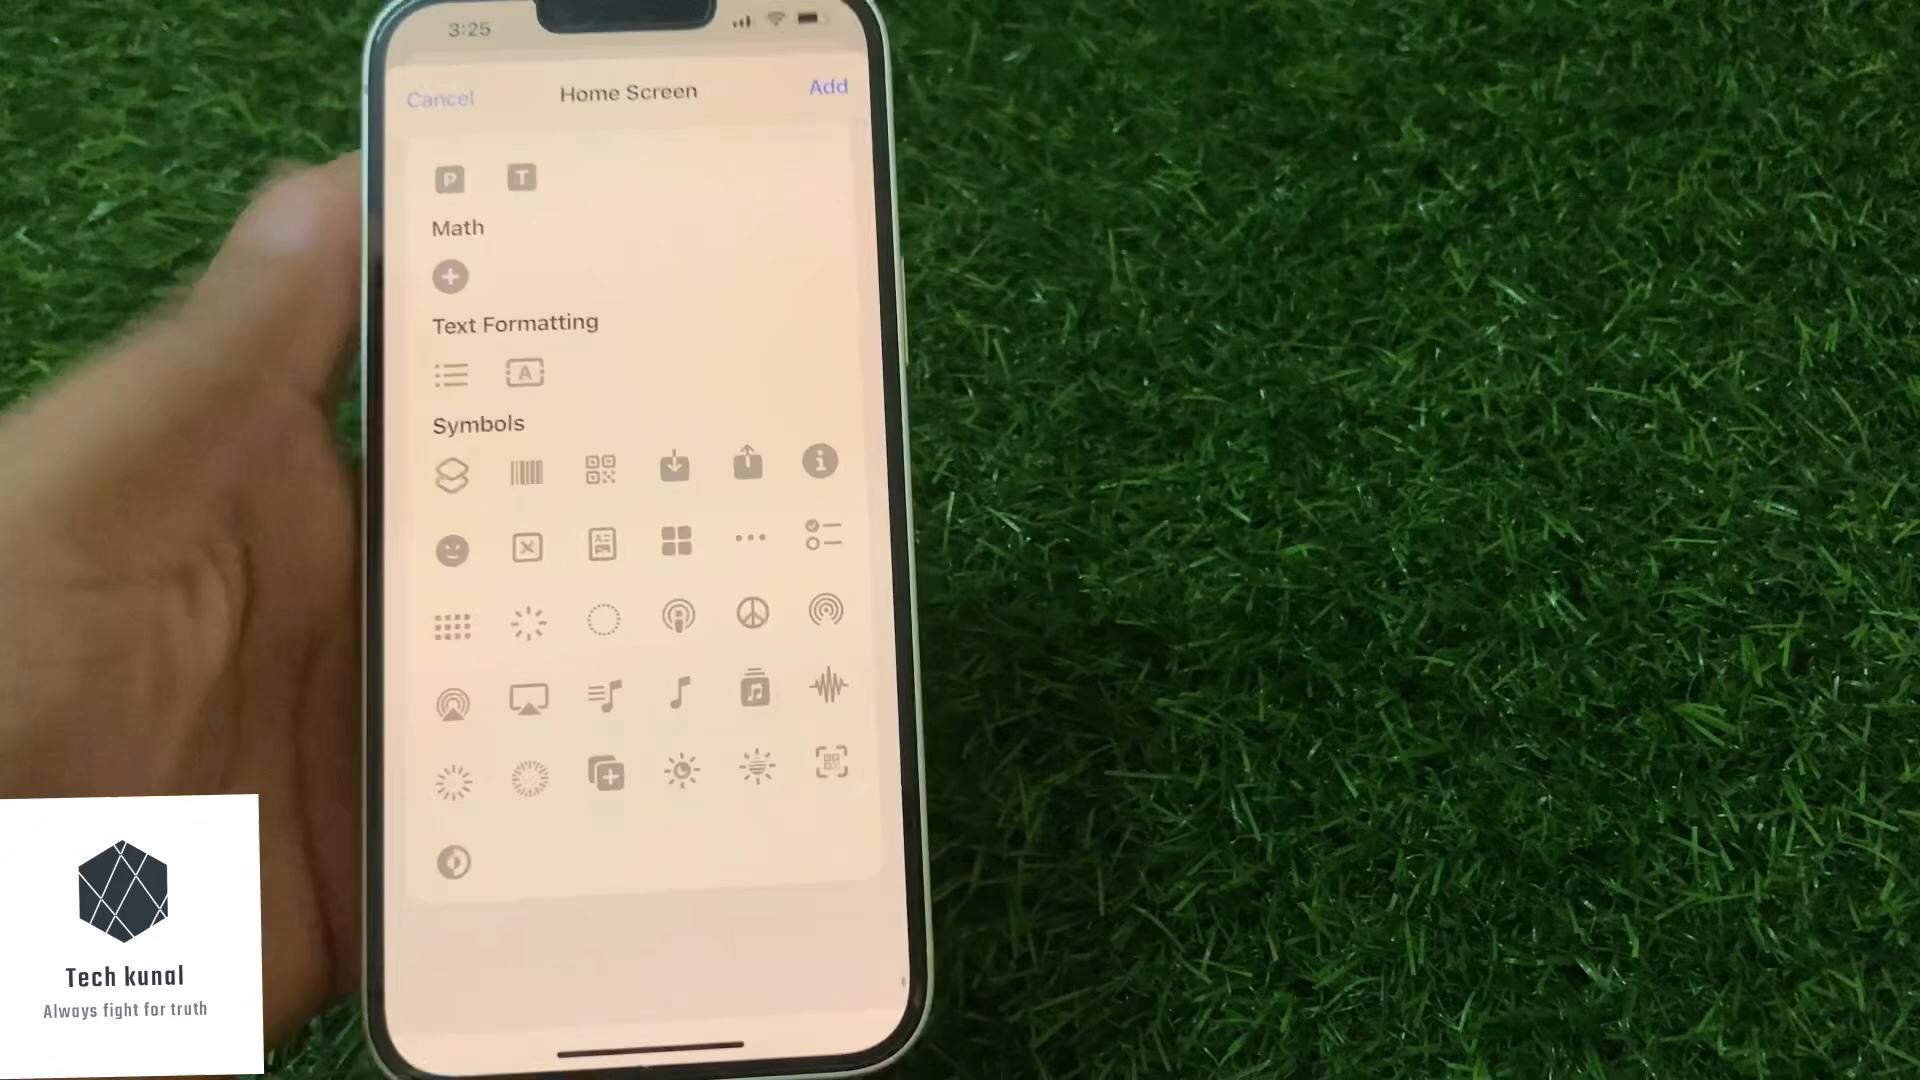 3:25
Cancel Home Screen Add
P T
Math
Text Formatting
A
Symbols
Tech kunal
Always fight for truth